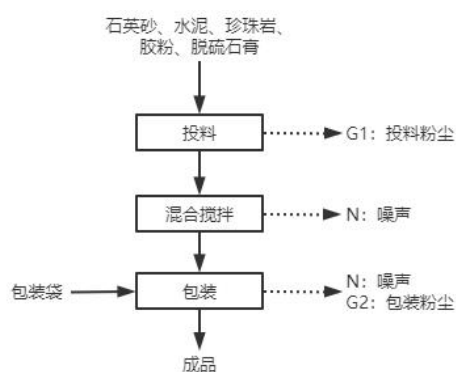 石英砂、水泥、珍珠岩、
胶粉、脱硫石膏
投料
G1：投料粉尘
混合搅拌
N：噪声
包装袋
包装
N：噪声
G2：包装粉尘
成品